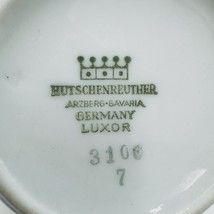 HUTSCHENREUTHER
ARZBERG-BAVARIA
GERMANY
LUXOR
3106
7